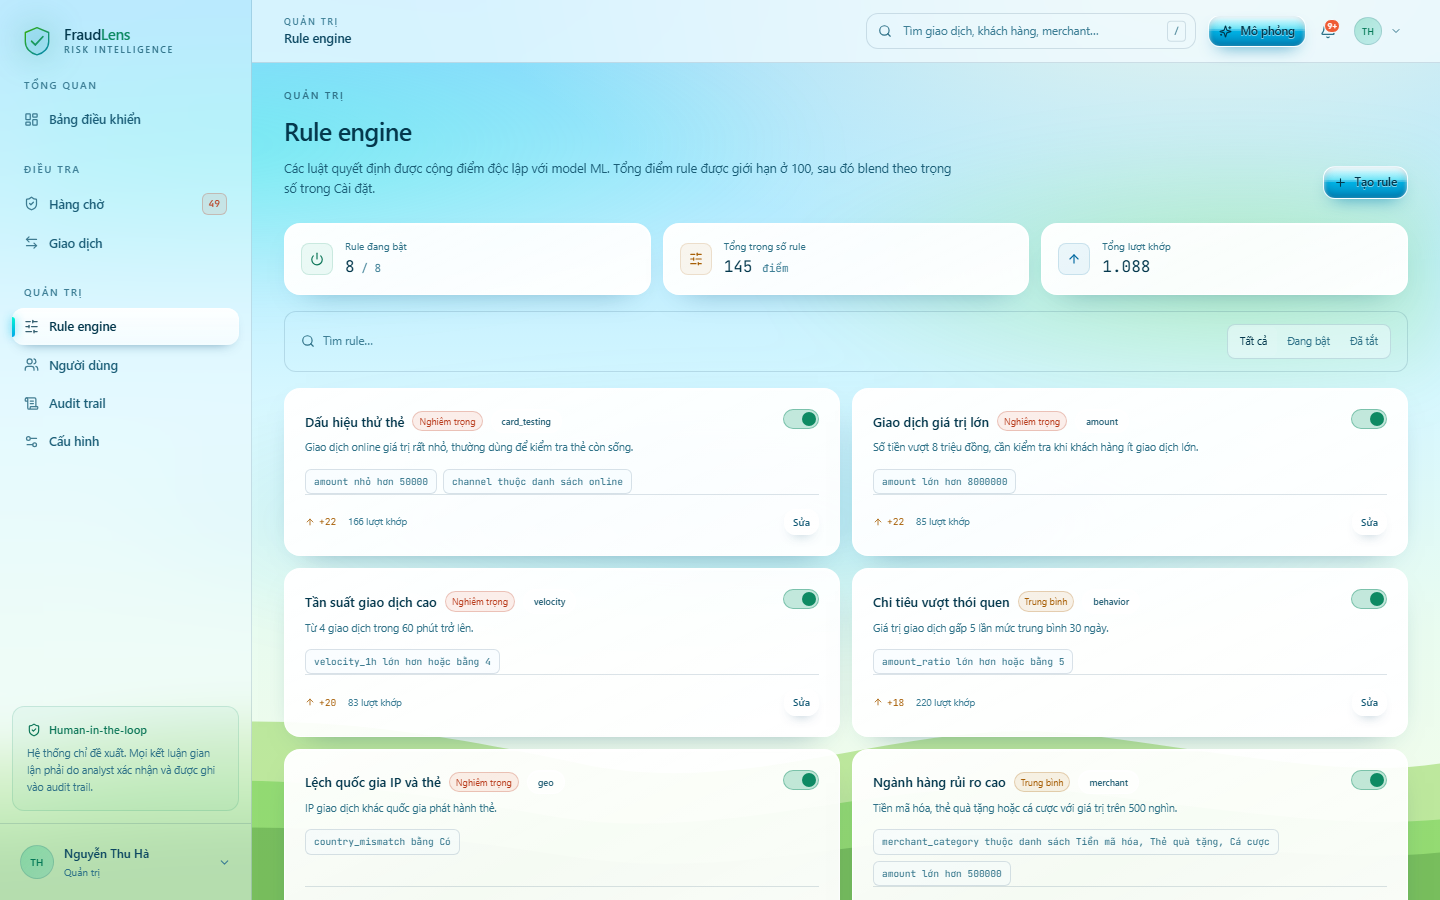 FraudLens
RISK INTELLIGENCE
TỔNG QUAN
Bảng điều khiển
ĐIỀU TRA
Hàng chờ
49
Giao dịch
QUẢN TRỊ
Rule engine
Người dùng
Audit trail
Cấu hình
Human-in-the-loop
Hệ thống chỉ đề xuất. Mọi kết luận gian
lận phải do analyst xác nhận và được ghi
vào audit trail.
TH
Nguyễn Thu Hà
Quản trị
QUẢN TRỊ
Rule engine
Tìm giao dịch, khách hàng, merchant...
/
Mô phỏng
9+
TH
QUẢN TRỊ
Rule engine
Các luật quyết định được cộng điểm độc lập với model ML. Tổng điểm rule được giới hạn ở 100, sau đó blend theo trọng
số trong Cài đặt.
Tạo rule
Rule đang bật
8 / 8
Tổng trọng số rule
145 điểm
Tổng lượt khớp
1.088
Tìm rule...
Tất cả
Đang bật
Đã tắt
Dấu hiệu thử thẻ
Nghiêm trọng
card_testing
Giao dịch online giá trị rất nhỏ, thường dùng để kiểm tra thẻ còn sống.
amount nhỏ hơn 50000
channel thuộc danh sách online
+22
166 lượt khớp
Sửa
Giao dịch giá trị lớn
Nghiêm trọng
amount
Số tiền vượt 8 triệu đồng, cần kiểm tra khi khách hàng ít giao dịch lớn.
amount lớn hơn 8000000
+22
85 lượt khớp
Sửa
Tần suất giao dịch cao
Nghiêm trọng
velocity
Từ 4 giao dịch trong 60 phút trở lên.
velocity_1h lớn hơn hoặc bằng 4
+20
83 lượt khớp
Sửa
Chi tiêu vượt thói quen
Trung bình
behavior
Giá trị giao dịch gấp 5 lần mức trung bình 30 ngày.
amount_ratio lớn hơn hoặc bằng 5
+18
220 lượt khớp
Sửa
Lệch quốc gia IP và thẻ
Nghiêm trọng
geo
IP giao dịch khác quốc gia phát hành thẻ.
country_mismatch bằng Có
Ngành hàng rủi ro cao
Trung bình
merchant
Tiền mã hóa, thẻ quà tặng hoặc cá cược với giá trị trên 500 nghìn.
merchant_category thuộc danh sách Tiền mã hóa, Thẻ quà tặng, Cá cược
amount lớn hơn 500000